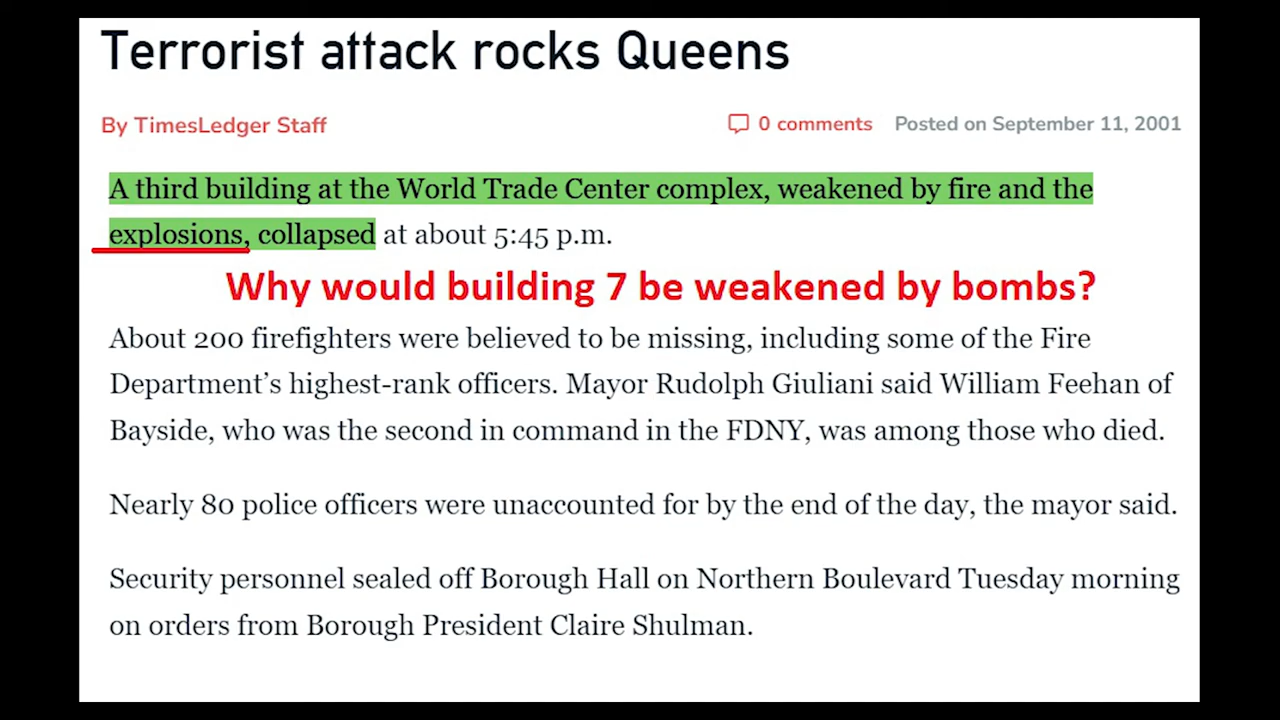 Terrorist attack rocks Queens
By TimesLedger Staff
0 comments
Posted on September 11, 2001
A third building at the World Trade Center complex, weakened by fire and the
explosions, collapsed at about 5:45 p.m.
Why would building 7 be weakened by bombs?
About 200 firefighters were believed to be missing, including some of the Fire
Department’s highest-rank officers. Mayor Rudolph Giuliani said William Feehan of
Bayside, who was the second in command in the FDNY, was among those who died.
Nearly 80 police officers were unaccounted for by the end of the day, the mayor said.
Security personnel sealed off Borough Hall on Northern Boulevard Tuesday morning
on orders from Borough President Claire Shulman.